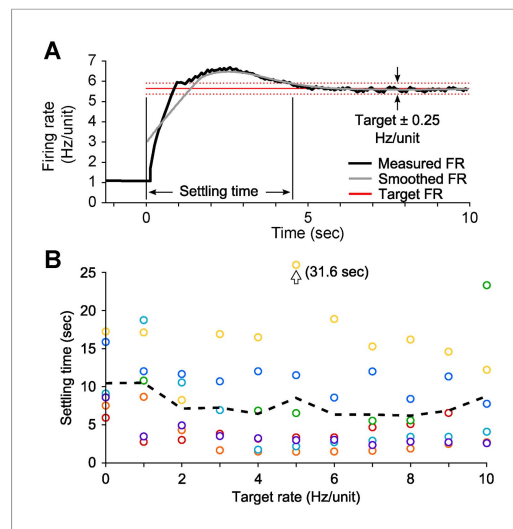 A
7
6
5
4
3
2
1
0
Firing rate
(Hz/unit)
Target ± 0.25
Hz/unit
Measured FR
Smoothed FR
Target FR
Settling time
0
5
10
Time (sec)
B
25
20
15
10
5
0
Settling time (sec)
(31.6 sec)
0
2
4
6
8
10
Target rate (Hz/unit)